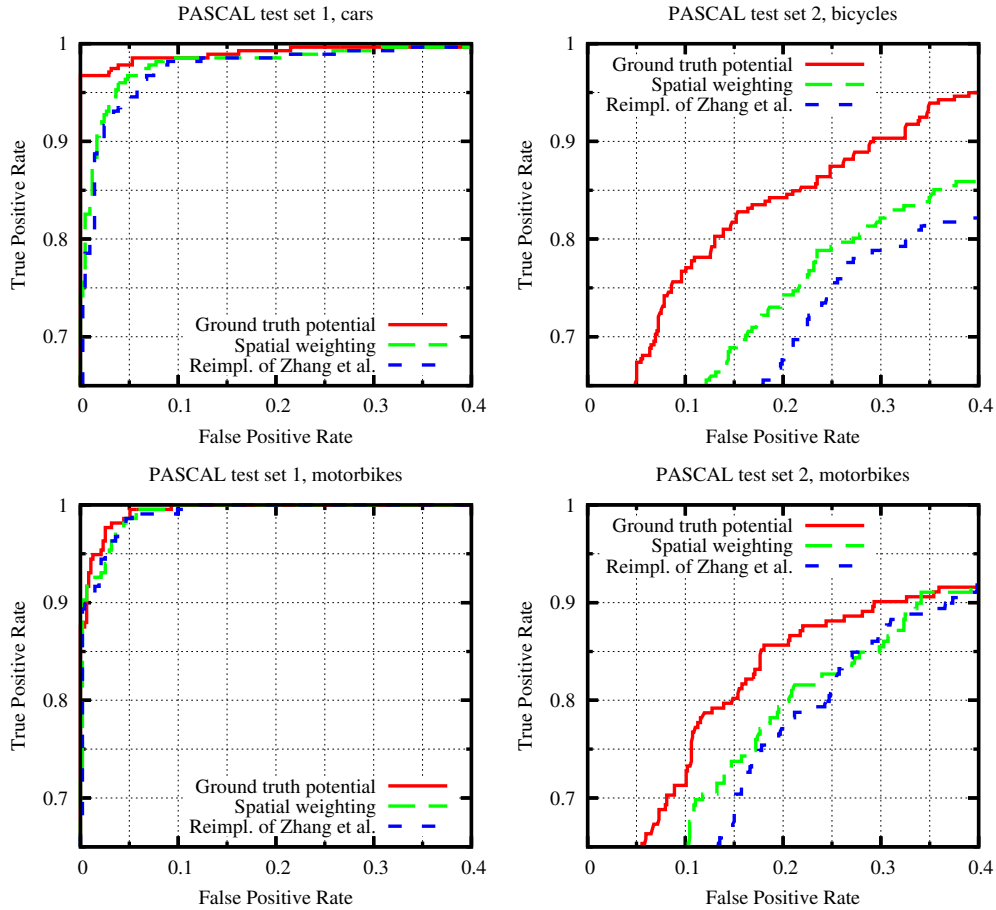 PASCAL test set 1, cars
1
0.9
0.8
0.7
True Positive Rate
Ground truth potential
Spatial weighting
Reimpl. of Zhang et al.
0 0.1 0.2 0.3 0.4
False Positive Rate
PASCAL test set 2, bicycles
1
0.9
0.8
0.7
True Positive Rate
Ground truth potential
Spatial weighting
Reimpl. of Zhang et al.
0 0.1 0.2 0.3 0.4
False Positive Rate
PASCAL test set 1, motorbikes
1
0.9
0.8
0.7
True Positive Rate
Ground truth potential
Spatial weighting
Reimpl. of Zhang et al.
0 0.1 0.2 0.3 0.4
False Positive Rate
PASCAL test set 2, motorbikes
1
0.9
0.8
0.7
True Positive Rate
Ground truth potential
Spatial weighting
Reimpl. of Zhang et al.
0 0.1 0.2 0.3 0.4
False Positive Rate